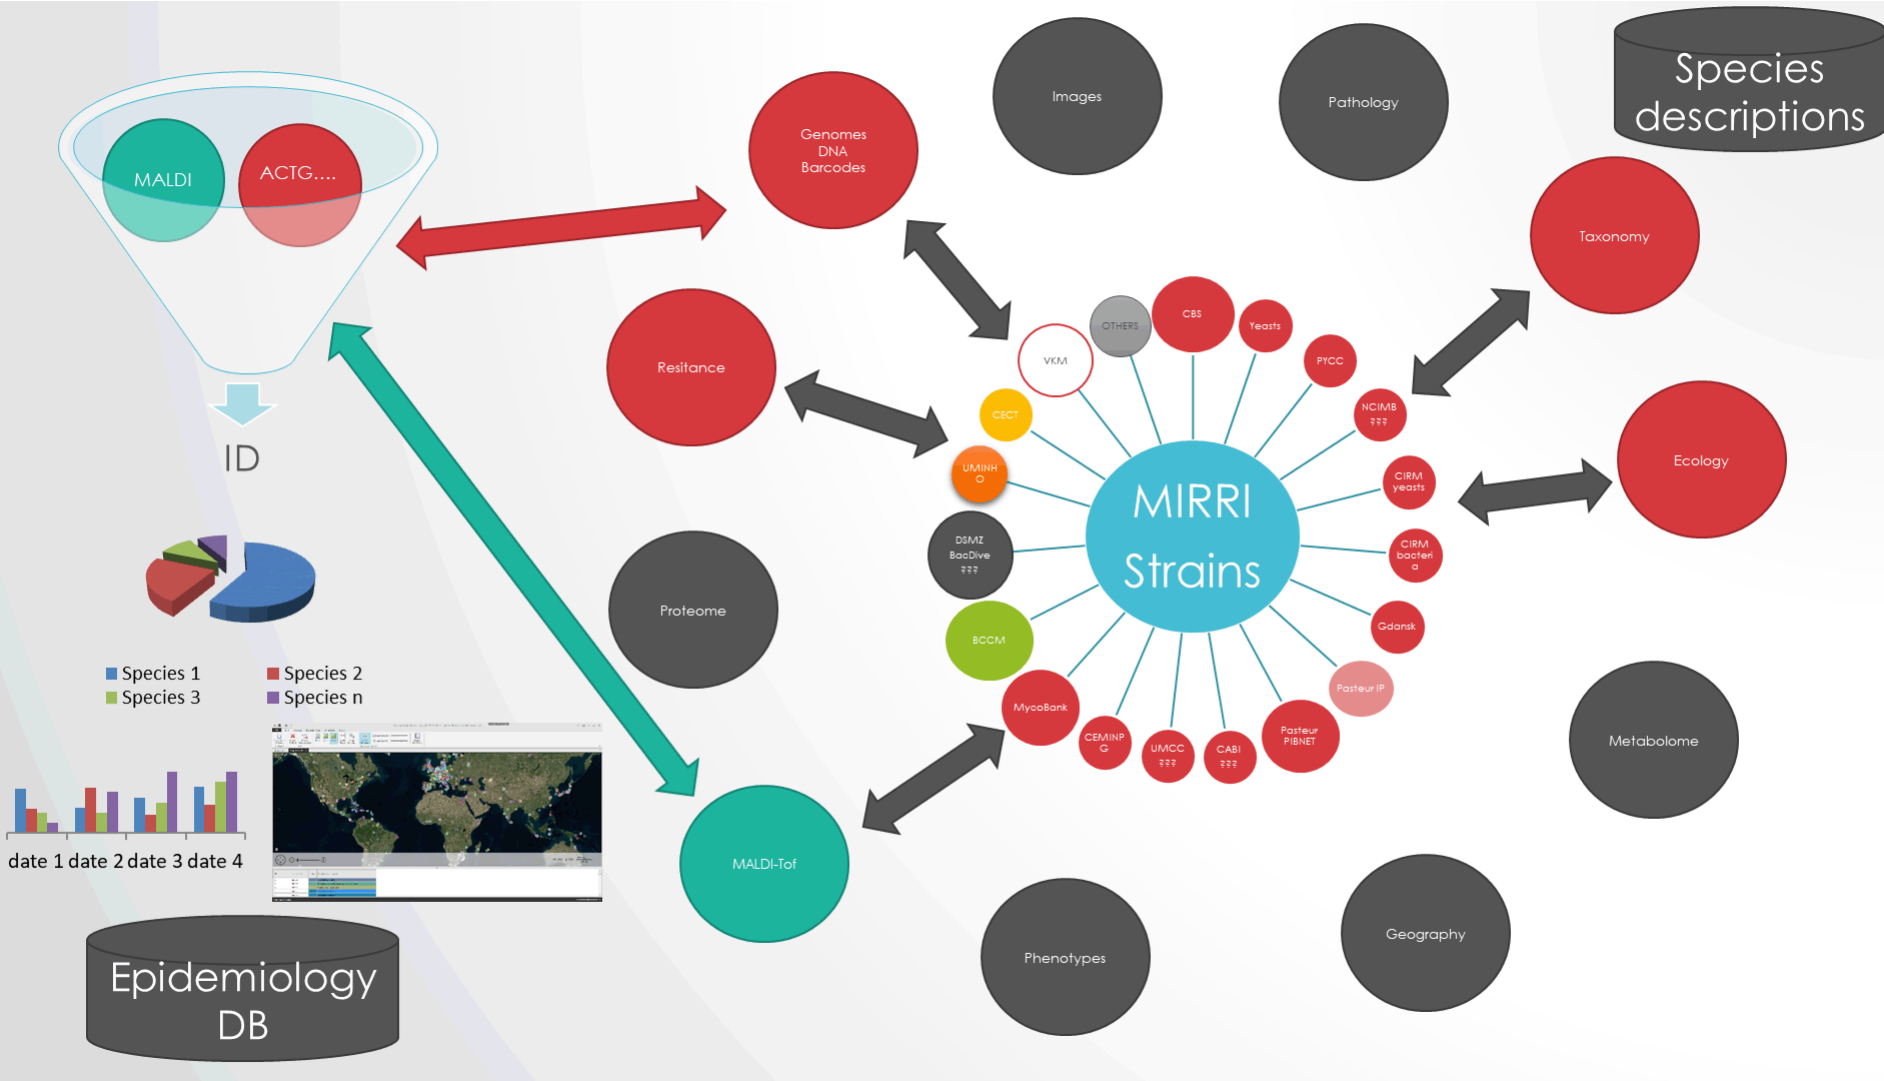 Species
descriptions
Images
Pathology
Genomes
DNA
Barcodes
MALDI
ACTG....
Taxonomy
Resitance
OTHERS
CBS
Yeasts
VKM
PYCC
CECT
NCIMB
???
ID
UMINH
O
CIRM
yeasts
Ecology
MIRRI
Strains
DSMZ
BacDive
???
CIRM
bacteri
a
Proteome
BCCM
Gdansk
Pasteur IP
MycoBank
CEMINP
G
UMCC
???
CABI
???
Pasteur
PIBNET
Species 1
Species 2
Species 3
Species n
Metabolome
date 1 date 2 date 3 date 4
MALDI-Tof
Phenotypes
Geography
Epidemiology
DB